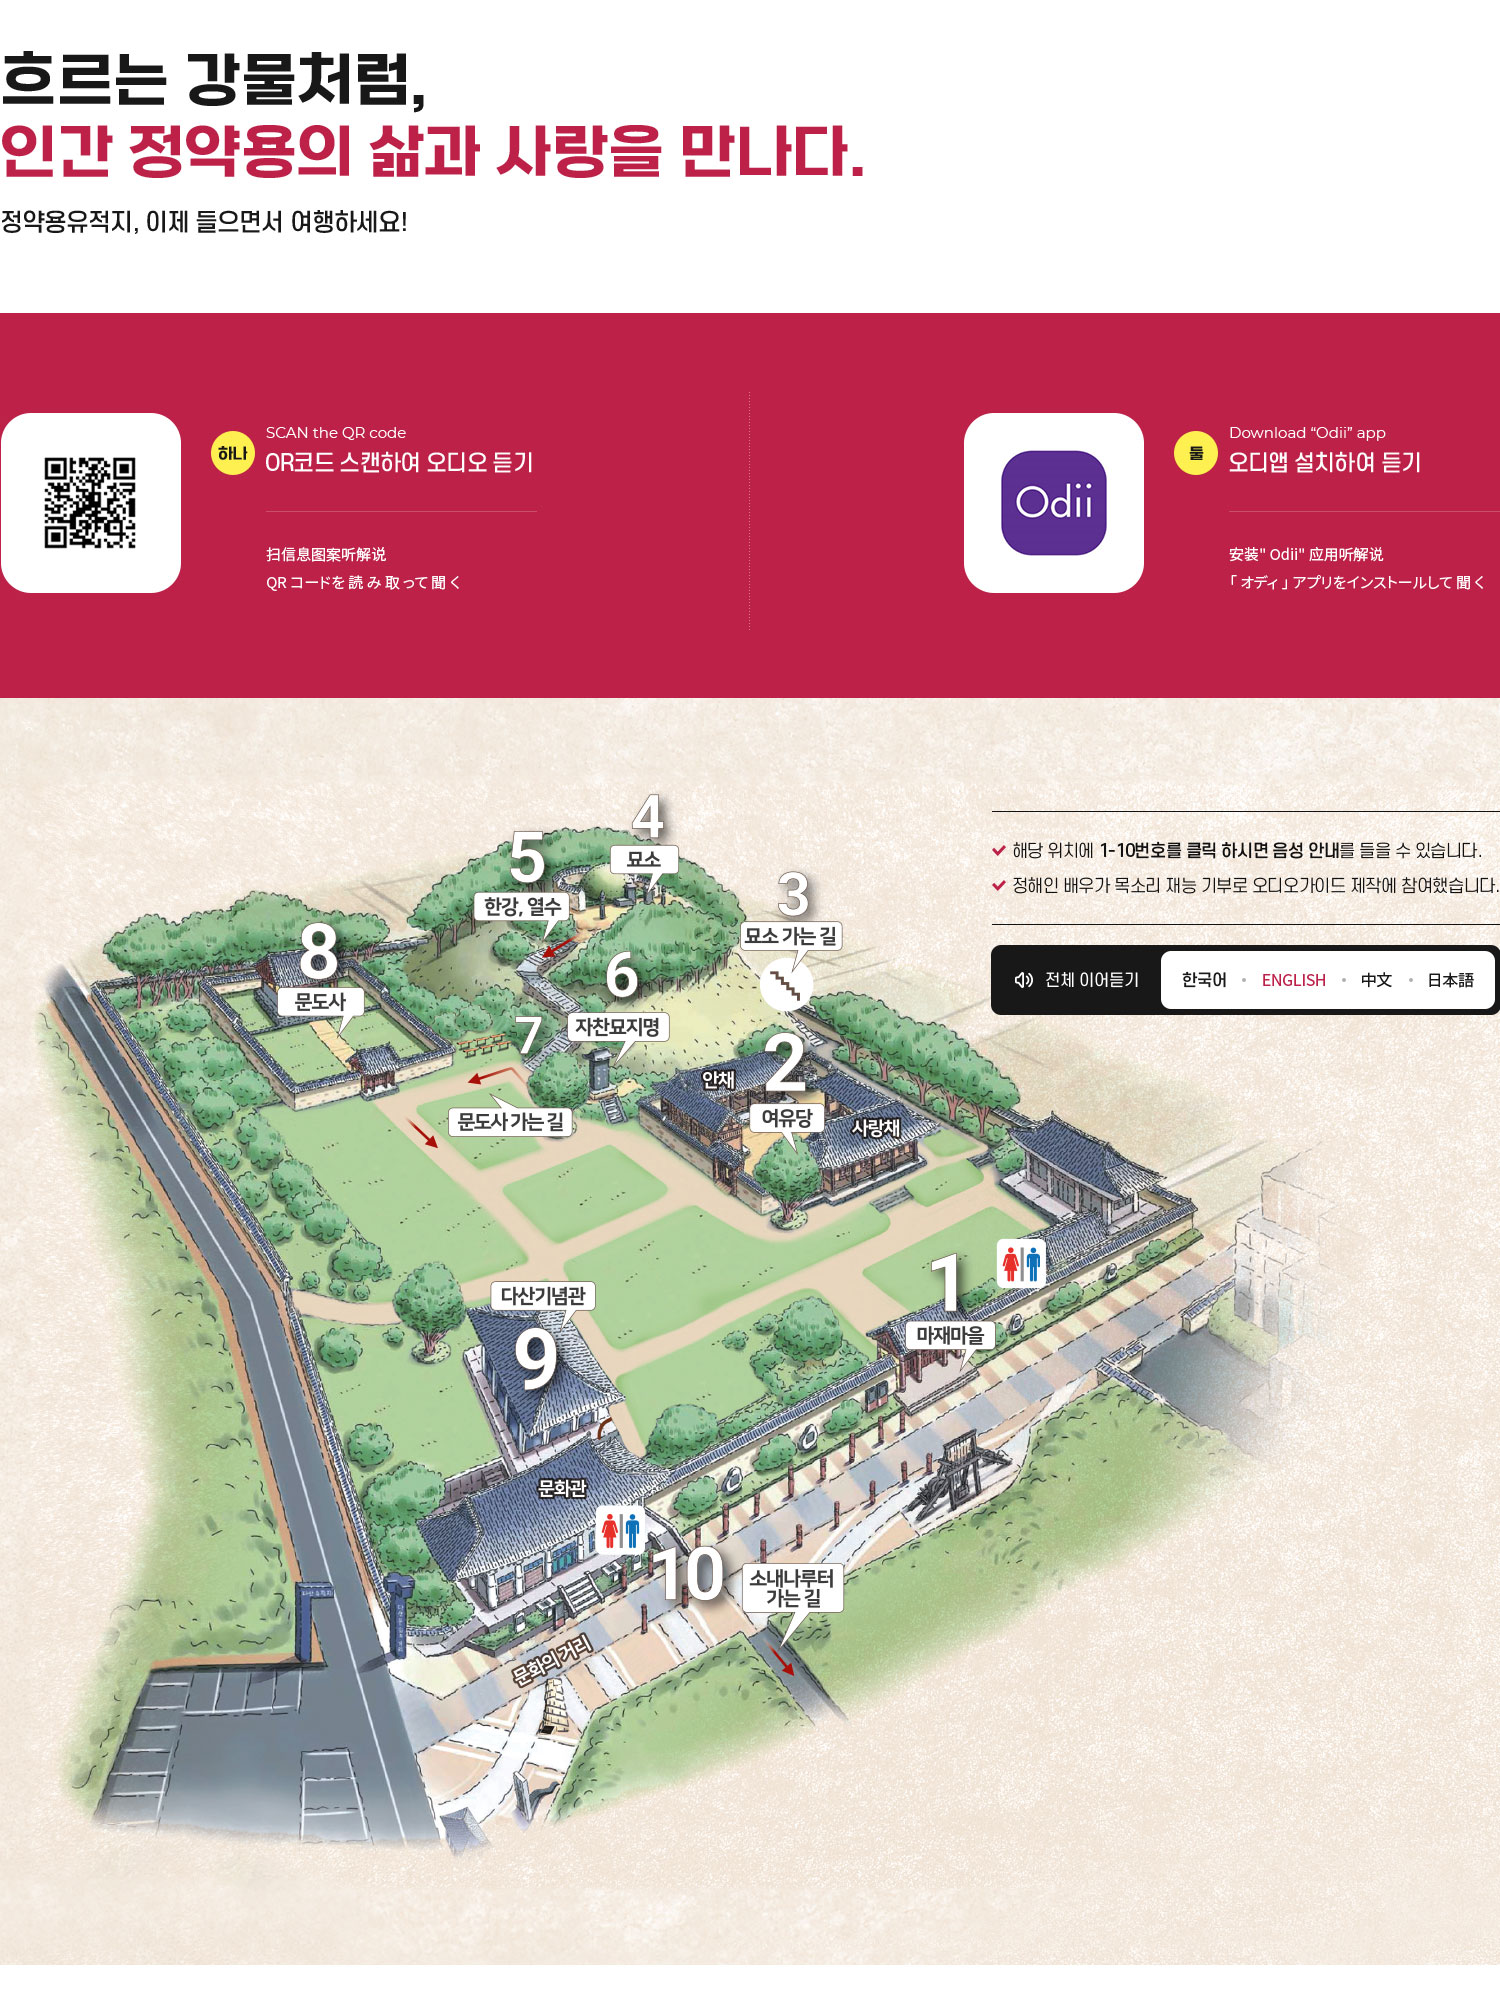 흐르는 강물처럼,
인간 정약용의 삶과 사랑을 만나다.
정약용유적지, 이제 들으면서 여행하세요!
하나
SCAN the QR code
QR코드 스캔하여 오디오 듣기
扫信息图案听解说
QRコードを読み取って聞く
Odii
둘
Download “Odii” app
오디앱 설치하여 듣기
安装" Odii" 应用听解说
「オディ」アプリをインストールして聞く
해당 위치에 1-10번호를 클릭 하시면 음성 안내를 들을 수 있습니다.
정해인 배우가 목소리 재능 기부로 오디오가이드 제작에 참여했습니다.
전체 이어듣기
한국어 • ENGLISH • 中文 • 日本語
4
묘소
5
한강, 열수
3
묘소 가는 길
8
문도사
6
자찬묘지명
7
문도사 가는 길
2
여유당
안채
사랑채
1
마재마을
다산기념관
9
문화관
10
소내나루터
가는 길
문화의 거리